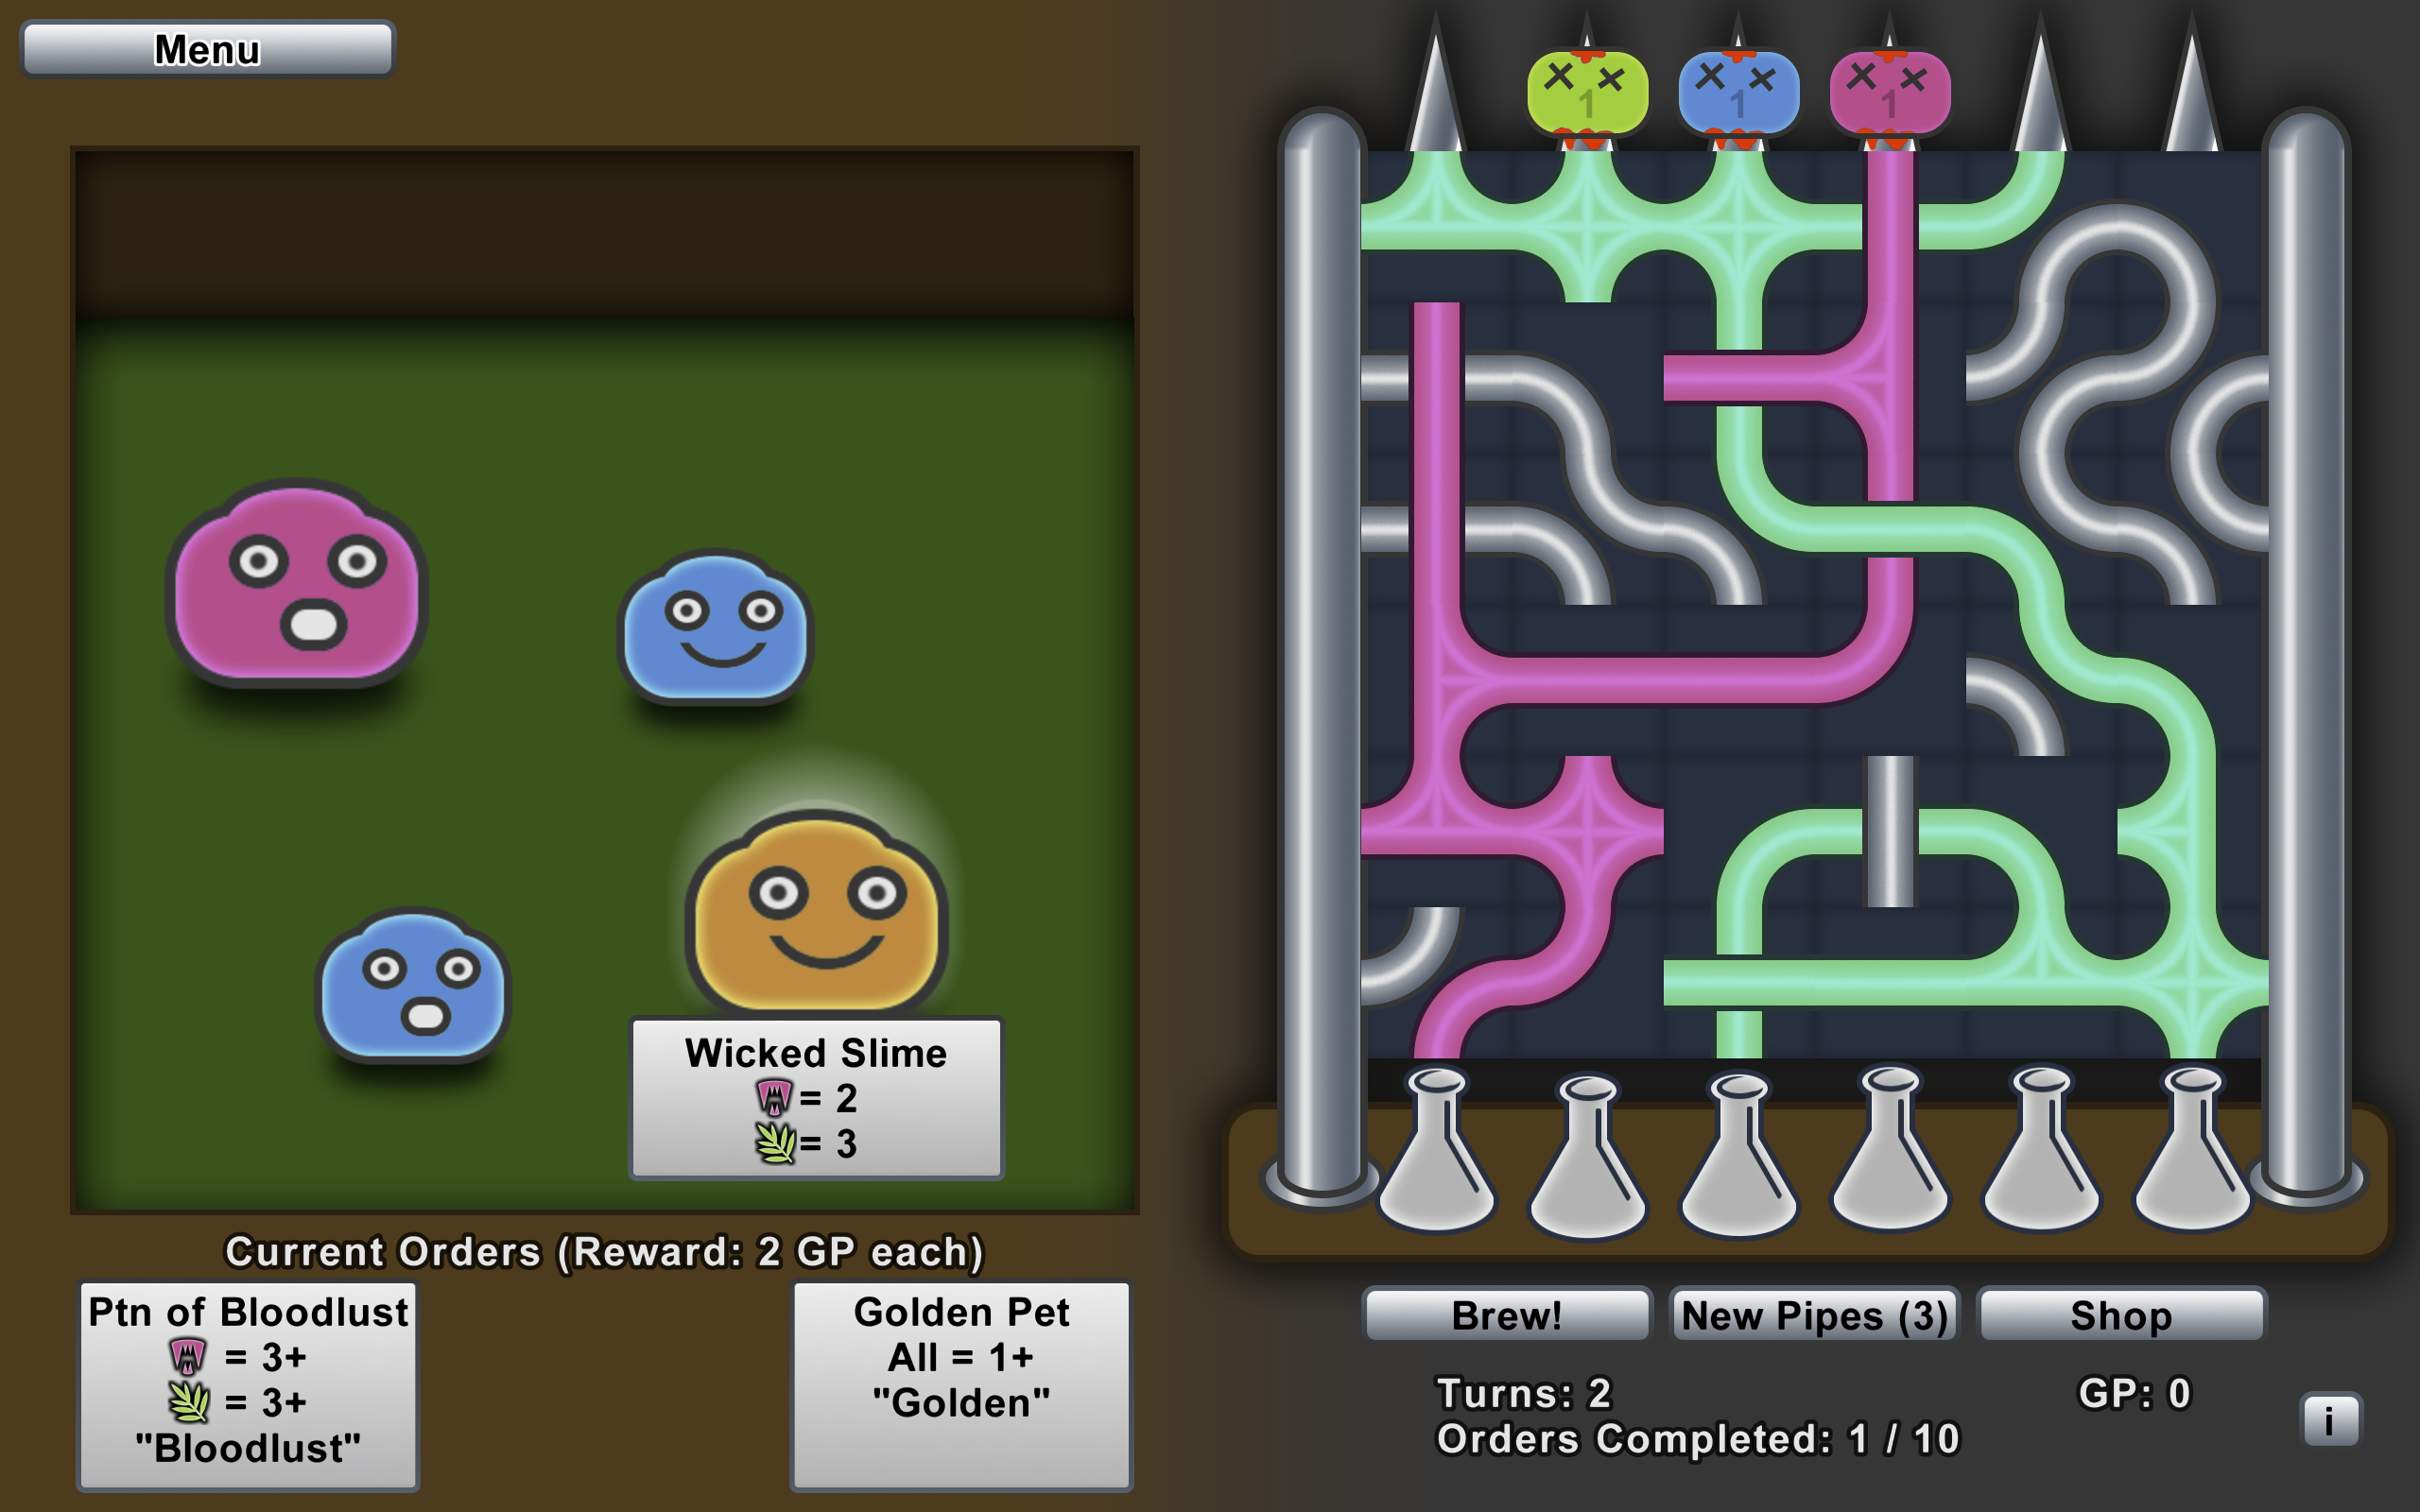 Menu
1
1
1
Wicked Slime
= 2
= 3
Current Orders (Reward: 2 GP each)
Ptn of Bloodlust
= 3+
= 3+
"Bloodlust"
Golden Pet
All = 1+
"Golden"
Brew!
New Pipes (3)
Shop
Turns: 2
GP: 0
Orders Completed: 1 / 10
i